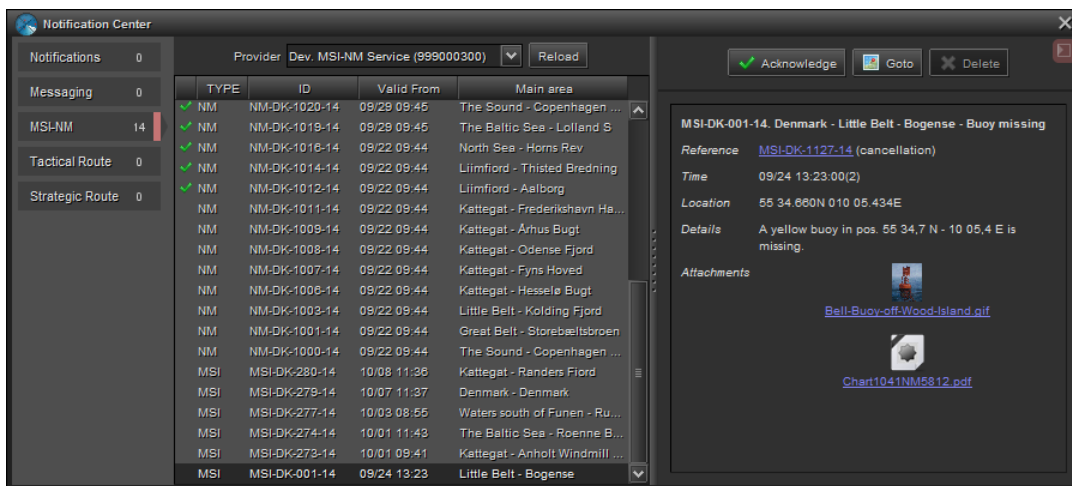 Notification Center
Notifications 0
Messaging 0
MSI-NM 14
Tactical Route 0
Strategic Route 0
Provider Dev. MSI-NM Service (999000300) Reload
TYPE ID Valid From Main area
NM NM-DK-1020-14 09/29 09:45 The Sound - Copenhagen ...
NM NM-DK-1019-14 09/29 09:45 The Baltic Sea - Lolland S
NM NM-DK-1016-14 09/22 09:44 North Sea - Horns Rev
NM NM-DK-1014-14 09/22 09:44 Liimfiord - Thisted Bredning
NM NM-DK-1012-14 09/22 09:44 Liimfiord - Aalborg
NM NM-DK-1011-14 09/22 09:44 Kattegat - Frederikshavn Ha...
NM NM-DK-1009-14 09/22 09:44 Kattegat - Århus Bugt
NM NM-DK-1008-14 09/22 09:44 Kattegat - Odense Fjord
NM NM-DK-1007-14 09/22 09:44 Kattegat - Fyns Hoved
NM NM-DK-1006-14 09/22 09:44 Kattegat - Hesselø Bugt
NM NM-DK-1003-14 09/22 09:44 Little Belt - Kolding Fjord
NM NM-DK-1001-14 09/22 09:44 Great Belt - Storebæltsbroen
NM NM-DK-1000-14 09/22 09:44 The Sound - Copenhagen ...
MSI MSI-DK-280-14 10/08 11:36 Kattegat - Randers Fiord
MSI MSI-DK-279-14 10/07 11:37 Denmark - Denmark
MSI MSI-DK-277-14 10/03 08:55 Waters south of Funen - Ru...
MSI MSI-DK-274-14 10/01 11:43 The Baltic Sea - Roenne B...
MSI MSI-DK-273-14 10/01 09:41 Kattegat - Anholt Windmill ...
MSI MSI-DK-001-14 09/24 13:23 Little Belt - Bogense
Acknowledge Goto Delete
MSI-DK-001-14. Denmark - Little Belt - Bogense - Buoy missing
Reference MSI-DK-1127-14 (cancellation)
Time 09/24 13:23:00(2)
Location 55 34.660N 010 05.434E
Details A yellow buoy in pos. 55 34,7 N - 10 05,4 E is
missing.
Attachments
Bell-Buoy-off-Wood-Island.gif
Chart1041NM5812.pdf